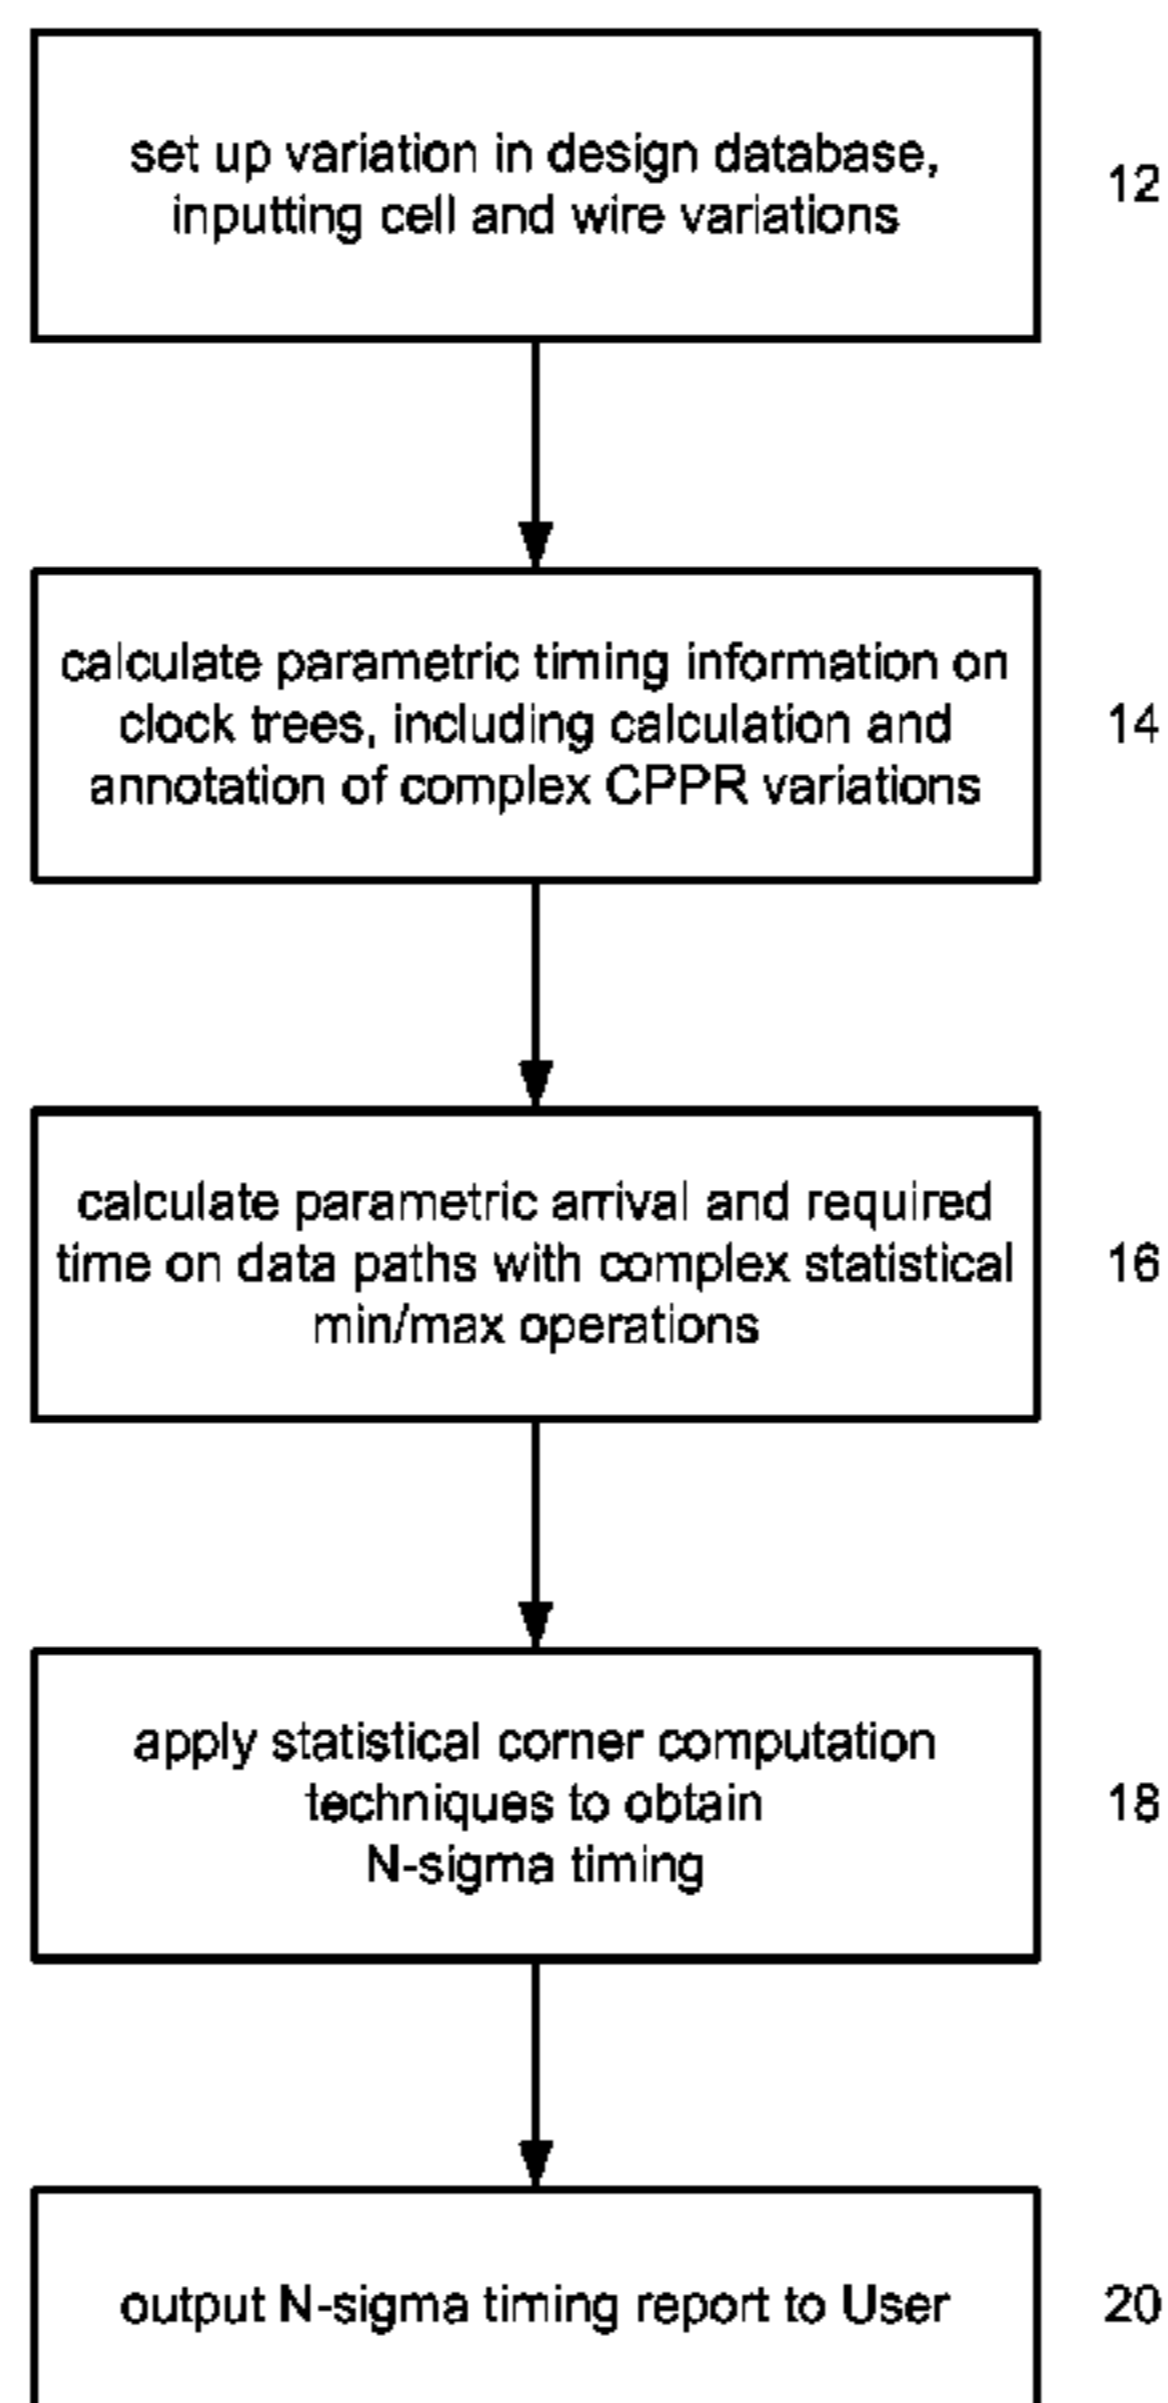 set up variation in design database,
inputting cell and wire variations
12
calculate parametric timing information on
clock trees, including calculation and
annotation of complex CPPR variations
14
calculate parametric arrival and required
time on data paths with complex statistical
min/max operations
16
apply statistical corner computation
techniques to obtain
N-sigma timing
18
output N-sigma timing report to User
20